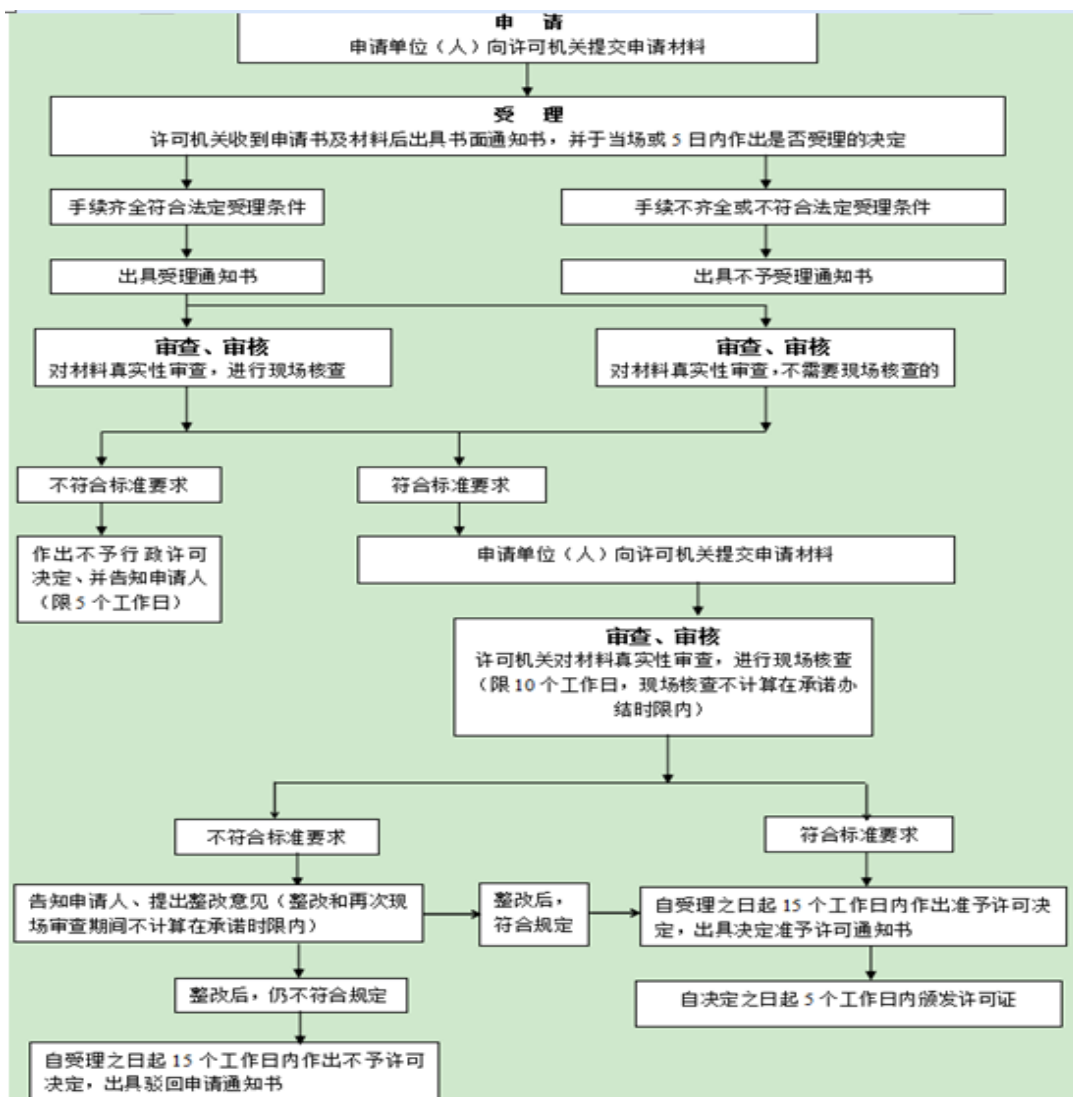 申 请
申请单位（人）向许可机关提交申请材料
受 理
许可机关收到申请书及材料后出具书面通知书，并于当场或 5 日内作出是否受理的决定
手续齐全符合法定受理条件
手续不齐全或不符合法定受理条件
出具受理通知书
出具不予受理通知书
审查、审核
对材料真实性审查，进行现场核查
审查、审核
对材料真实性审查，不需要现场核查的
不符合标准要求
符合标准要求
作出不予行政许可
决定、并告知申请人
（限 5 个工作日）
申请单位（人）向许可机关提交申请材料
审查、审核
许可机关对材料真实性审查，进行现场核查
（限 10 个工作日，现场核查不计算在承诺办
结时限内）
不符合标准要求
符合标准要求
告知申请人、提出整改意见（整改和再次现
场审查期间不计算在承诺时限内）
整改后，
符合规定
自受理之日起 15 个工作日内作出准予许可决
定，出具决定准予许可通知书
整改后，仍不符合规定
自决定之日起 5 个工作日内颁发许可证
自受理之日起 15 个工作日内作出不予许可
决定，出具驳回申请通知书